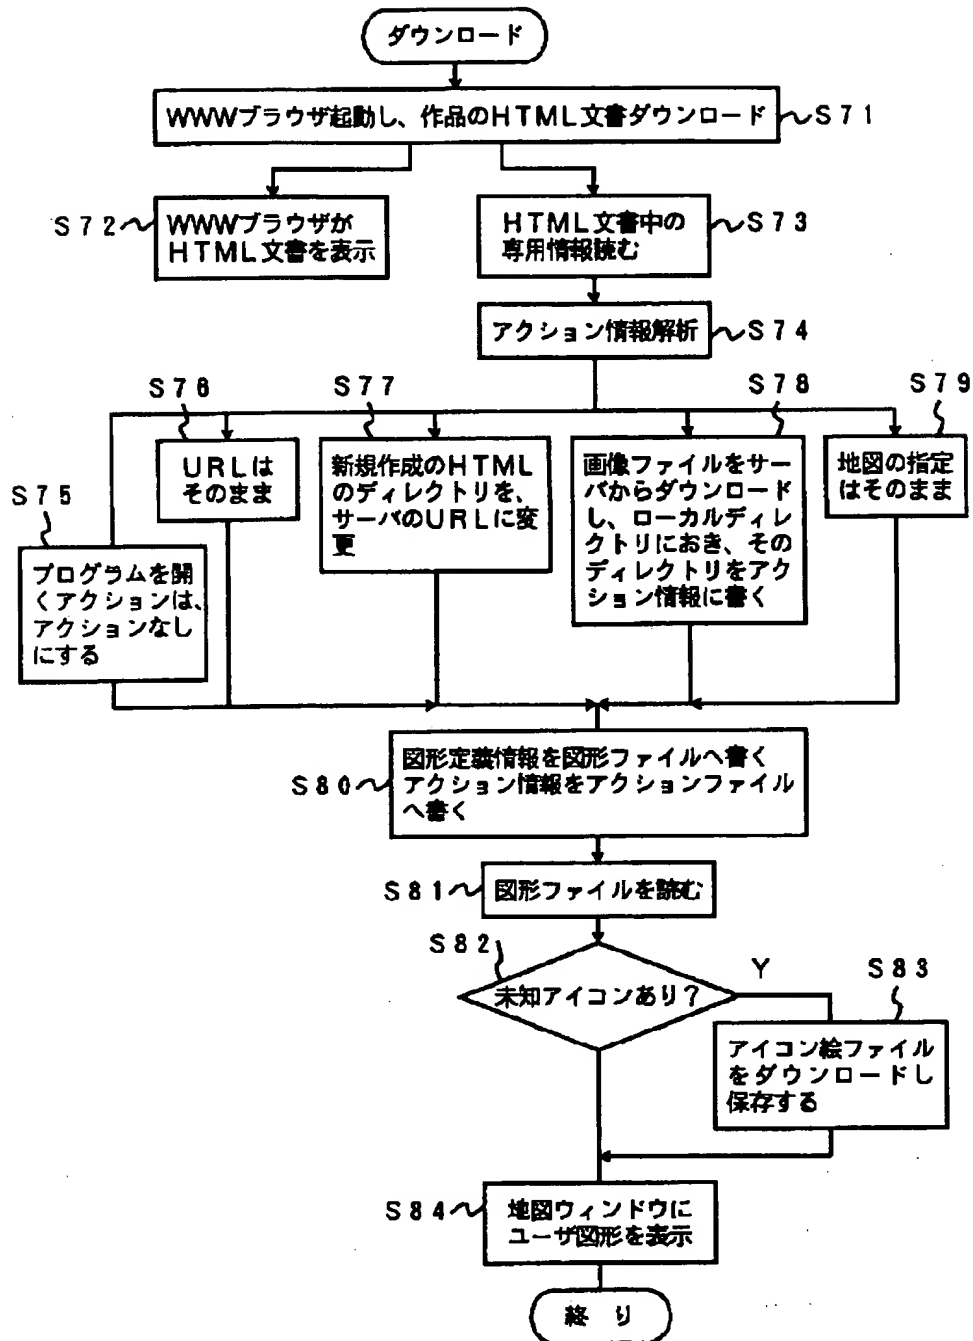 ダウンロード
WWWブラウザ起動し、作品のHTML文書ダウンロード
S71
S72
WWWブラウザが
HTML文書を表示
HTML文書中の
専用情報読む
S73
アクション情報解析
S74
S75
プログラムを開
くアクションは、
アクションなし
にする
S76
URLは
そのまま
S77
新規作成のHTML
のディレクトリを、
サーバのURLに変
更
S78
画像ファイルをサー
バからダウンロード
し、ローカルディレ
クトリにおき、その
ディレクトリをアク
ション情報に書く
S79
地図の指定
はそのまま
S80
図形定義情報を図形ファイルへ書く
アクション情報をアクションファイル
へ書く
S81
図形ファイルを読む
S82
未知アイコンあり?
Y
S83
アイコン絵ファイル
をダウンロードし
保存する
S84
地図ウィンドウに
ユーザ図形を表示
終り